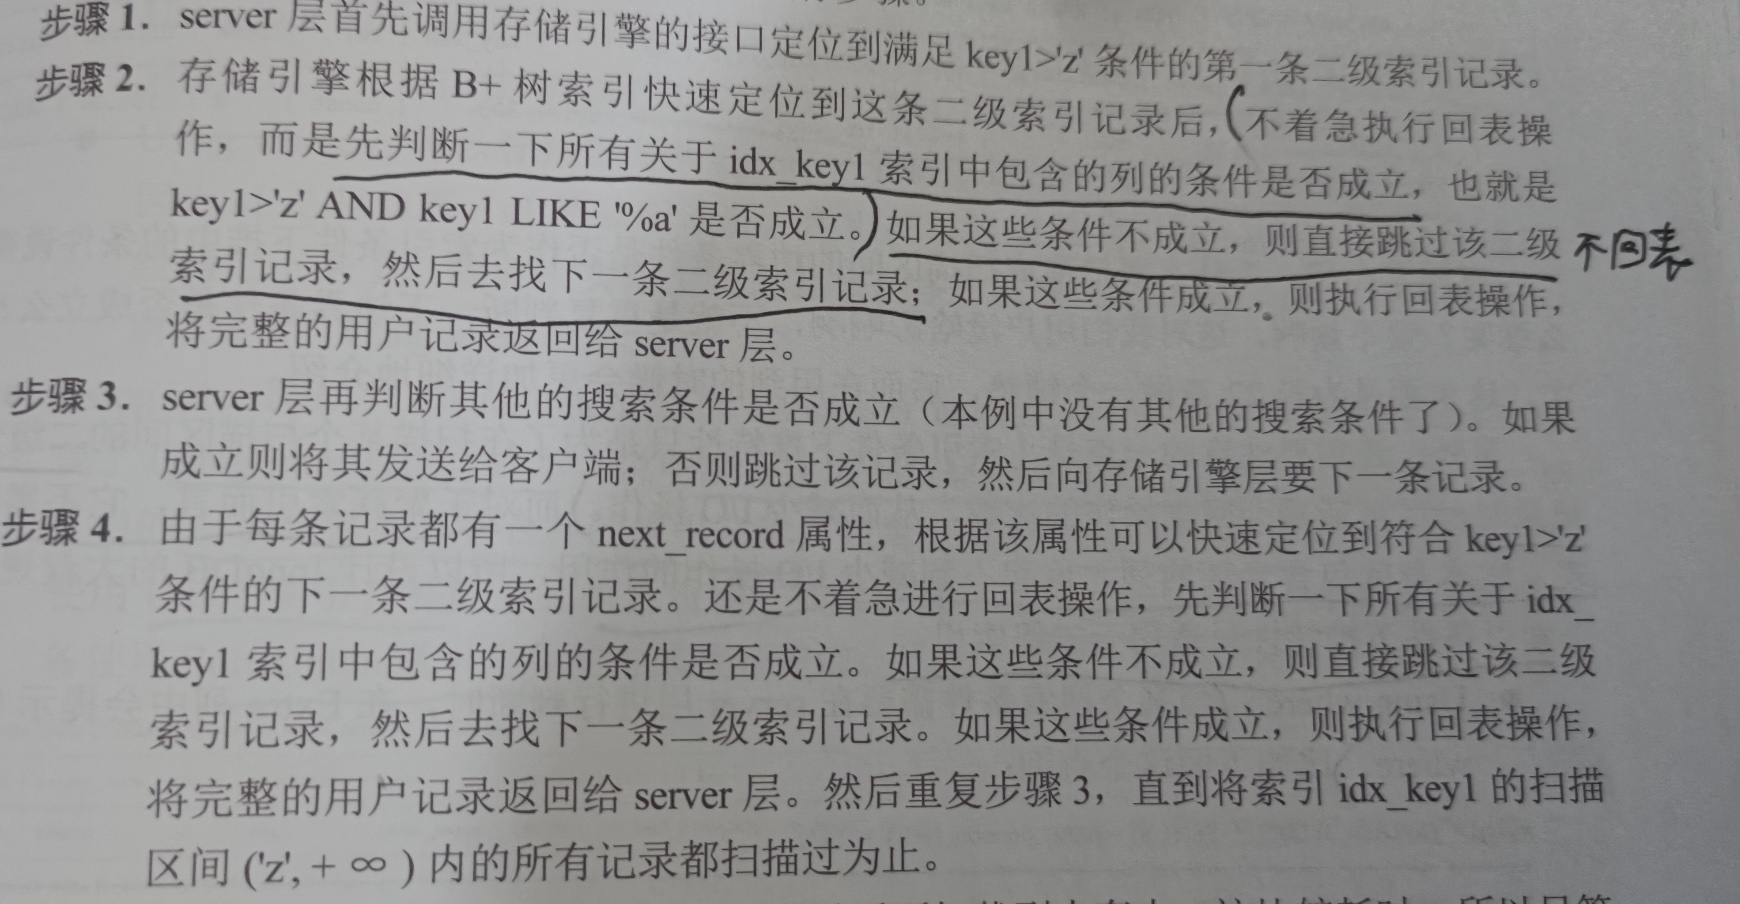 步骤 1. server 层首先调用存储引擎的接口定位到满足 key1>'z' 条件的第一条二级索引记录。
步骤 2. 存储引擎根据 B+ 树索引快速定位到这条二级索引记录后,(不着急执行回表操
作，而是先判断一下所有关于 idx_key1 索引中包含的列的条件是否成立，也就是
key1>'z' AND key1 LIKE '%a' 是否成立。)如果这些条件不成立，则直接跳过该二级 不回表
索引记录，然后去找下一条二级索引记录；如果这些条件成立，则执行回表操作，
将完整的用户记录返回给 server 层。
步骤 3. server 层再判断其他的搜索条件是否成立（本例中没有其他的搜索条件了）。如果
成立则将其发送给客户端；否则跳过该记录，然后向存储引擎层要下一条记录。
步骤 4. 由于每条记录都有一个 next_record 属性，根据该属性可以快速定位到符合 key1>'z'
条件的下一条二级索引记录。还是不着急进行回表操作，先判断一下所有关于 idx_
key1 索引中包含的列的条件是否成立。如果这些条件不成立，则直接跳过该二级
索引记录，然后去找下一条二级索引记录。如果这些条件成立，则执行回表操作，
将完整的用户记录返回给 server 层。然后重复步骤 3，直到将索引 idx_key1 的扫描
区间 ('z', + ∞ ) 内的所有记录都扫描过为止。